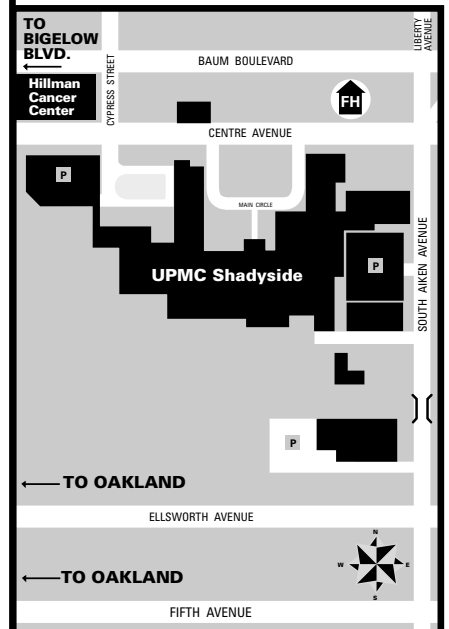 TO
BIGELOW
BLVD.
LIBERTY
AVENUE
BAUM BOULEVARD
CYPRESS STREET
Hillman
Cancer
Center
FH
CENTRE AVENUE
P
MAIN CIRCLE
SOUTH AIKEN AVENUE
P
UPMC Shadyside
P
TO OAKLAND
ELLSWORTH AVENUE
N
W
E
S
TO OAKLAND
FIFTH AVENUE